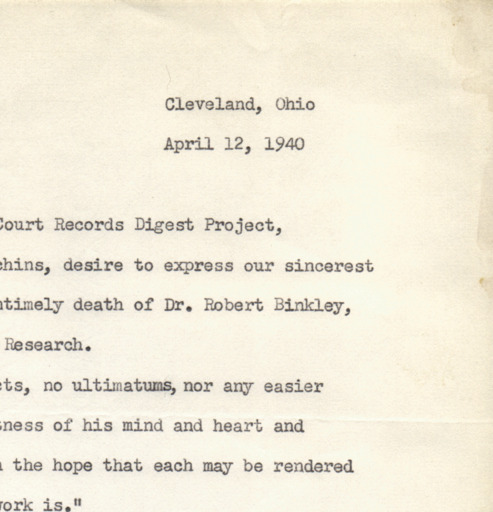 Cleveland, Ohio
April 12, 1940
Court Records Digest Project,
chins, desire to express our sincerest
ntimely death of Dr. Robert Binkley,
Research.
cts, no ultimatums, nor any easier
tness of his mind and heart and
the hope that each may be rendered
work is."